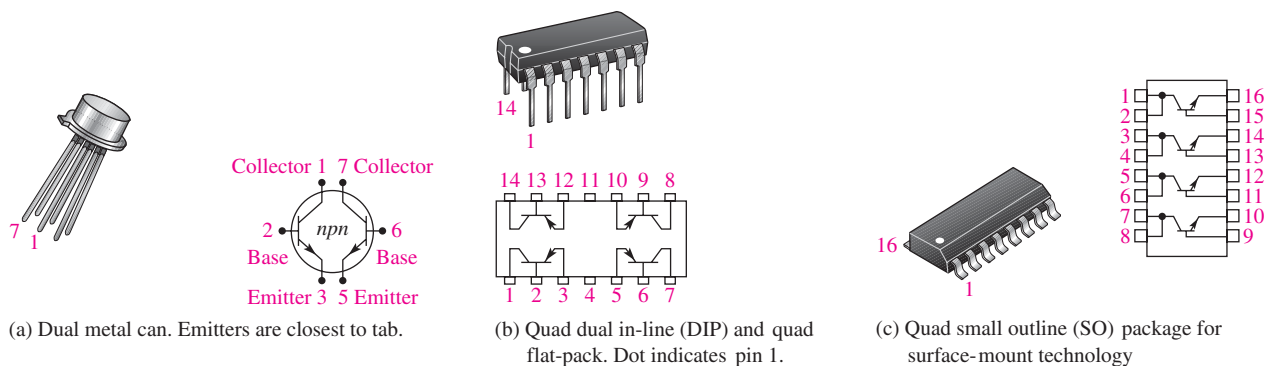 7
1
Collector 1 7 Collector
2 npn 6
Base Base
Emitter 3 5 Emitter
(a) Dual metal can. Emitters are closest to tab.
14
1
14 13 12 11 10 9 8
1 2 3 4 5 6 7
(b) Quad dual in-line (DIP) and quad
flat-pack. Dot indicates pin 1.
16
1
1 16
2 15
3 14
4 13
5 12
6 11
7 10
8 9
(c) Quad small outline (SO) package for
surface-mount technology